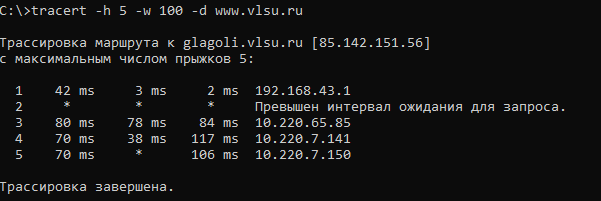 C:\>tracert -h 5 -w 100 -d www.vlsu.ru
Трассировка маршрута к glagoli.vlsu.ru [85.142.151.56]
с максимальным числом прыжков 5:
1 42 ms 3 ms 2 ms 192.168.43.1
2 * * * Превышен интервал ожидания для запроса.
3 80 ms 78 ms 84 ms 10.220.65.85
4 70 ms 38 ms 117 ms 10.220.7.141
5 70 ms * 106 ms 10.220.7.150
Трассировка завершена.